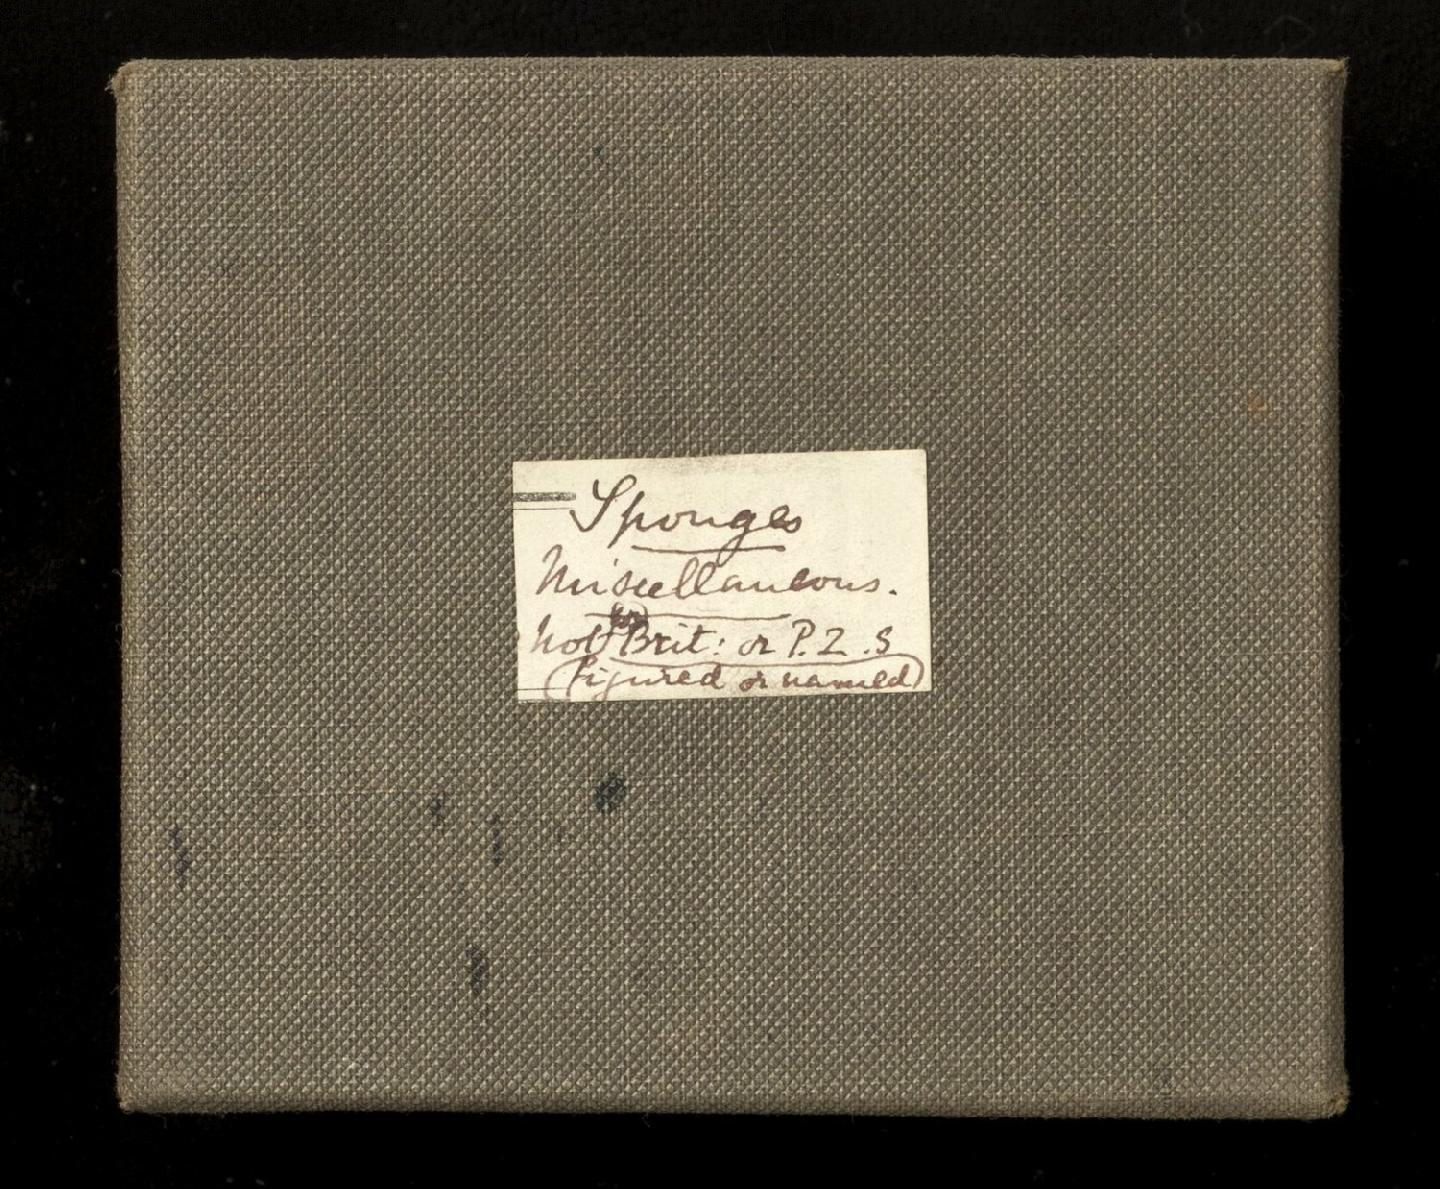 Sponges
Miscellaneous.
not Brit: or P.Z.S
(Figured or named)